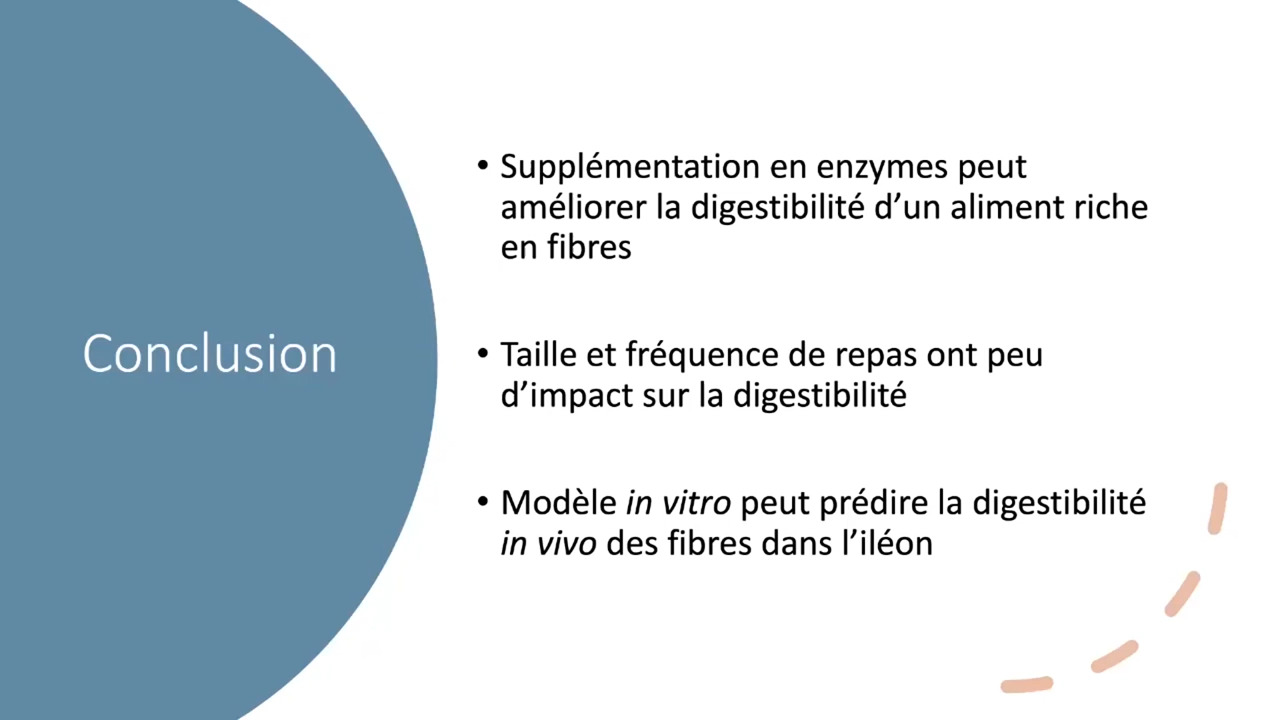 Conclusion
• Supplémentation en enzymes peut
améliorer la digestibilité d’un aliment riche
en fibres
• Taille et fréquence de repas ont peu
d’impact sur la digestibilité
• Modèle in vitro peut prédire la digestibilité
in vivo des fibres dans l’iléon